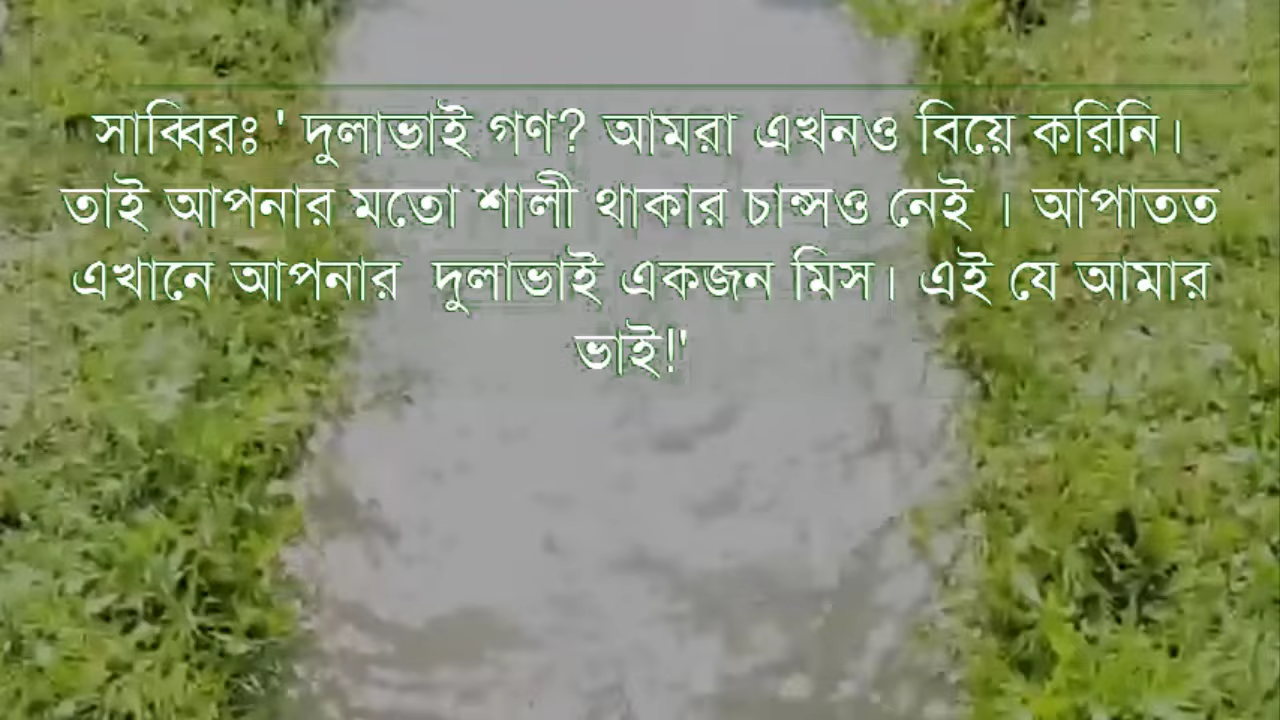 সাব্বিরঃ ' দুলাভাই গণ? আমরা এখনও বিয়ে করিনি।
তাই আপনার মতো শালী থাকার চান্সও নেই । আপাতত
এখানে আপনার দুলাভাই একজন মিস। এই যে আমার
ভাই!'